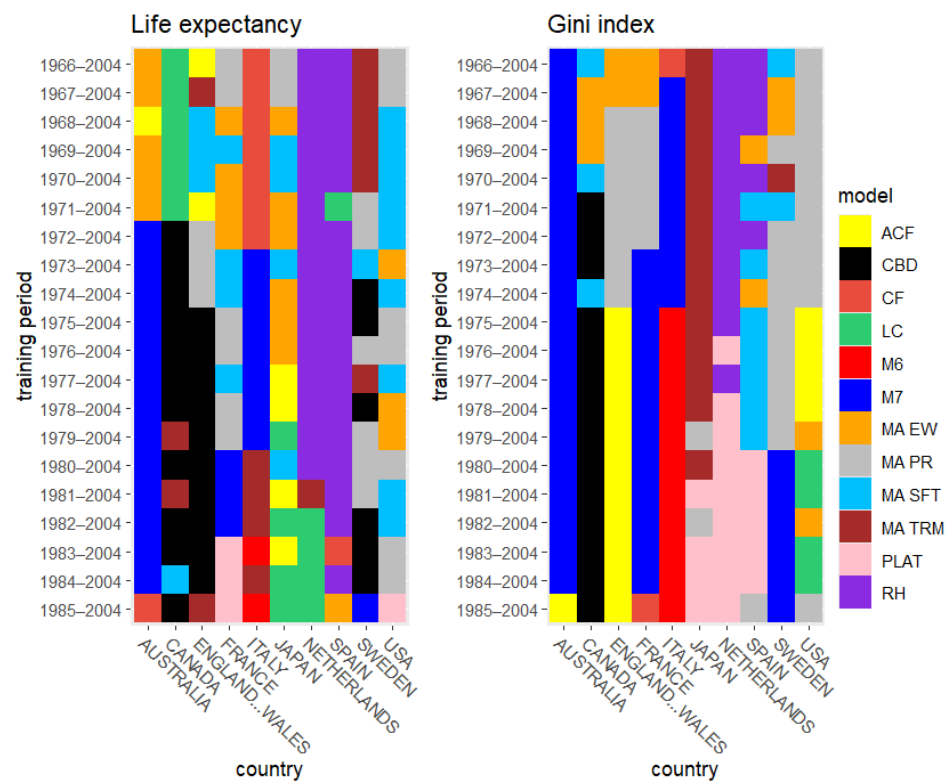 Life expectancy
training period
1966–2004
1967–2004
1968–2004
1969–2004
1970–2004
1971–2004
1972–2004
1973–2004
1974–2004
1975–2004
1976–2004
1977–2004
1978–2004
1979–2004
1980–2004
1981–2004
1982–2004
1983–2004
1984–2004
1985–2004
AUSTRALIA
CANADA
ENGLAND...WALES
FRANCE
ITALY
JAPAN
NETHERLANDS
SPAIN
SWEDEN
USA
country
Gini index
training period
1966–2004
1967–2004
1968–2004
1969–2004
1970–2004
1971–2004
1972–2004
1973–2004
1974–2004
1975–2004
1976–2004
1977–2004
1978–2004
1979–2004
1980–2004
1981–2004
1982–2004
1983–2004
1984–2004
1985–2004
AUSTRALIA
CANADA
ENGLAND...WALES
FRANCE
ITALY
JAPAN
NETHERLANDS
SPAIN
SWEDEN
USA
country
model
ACF
CBD
CF
LC
M6
M7
MA EW
MA PR
MA SFT
MA TRM
PLAT
RH